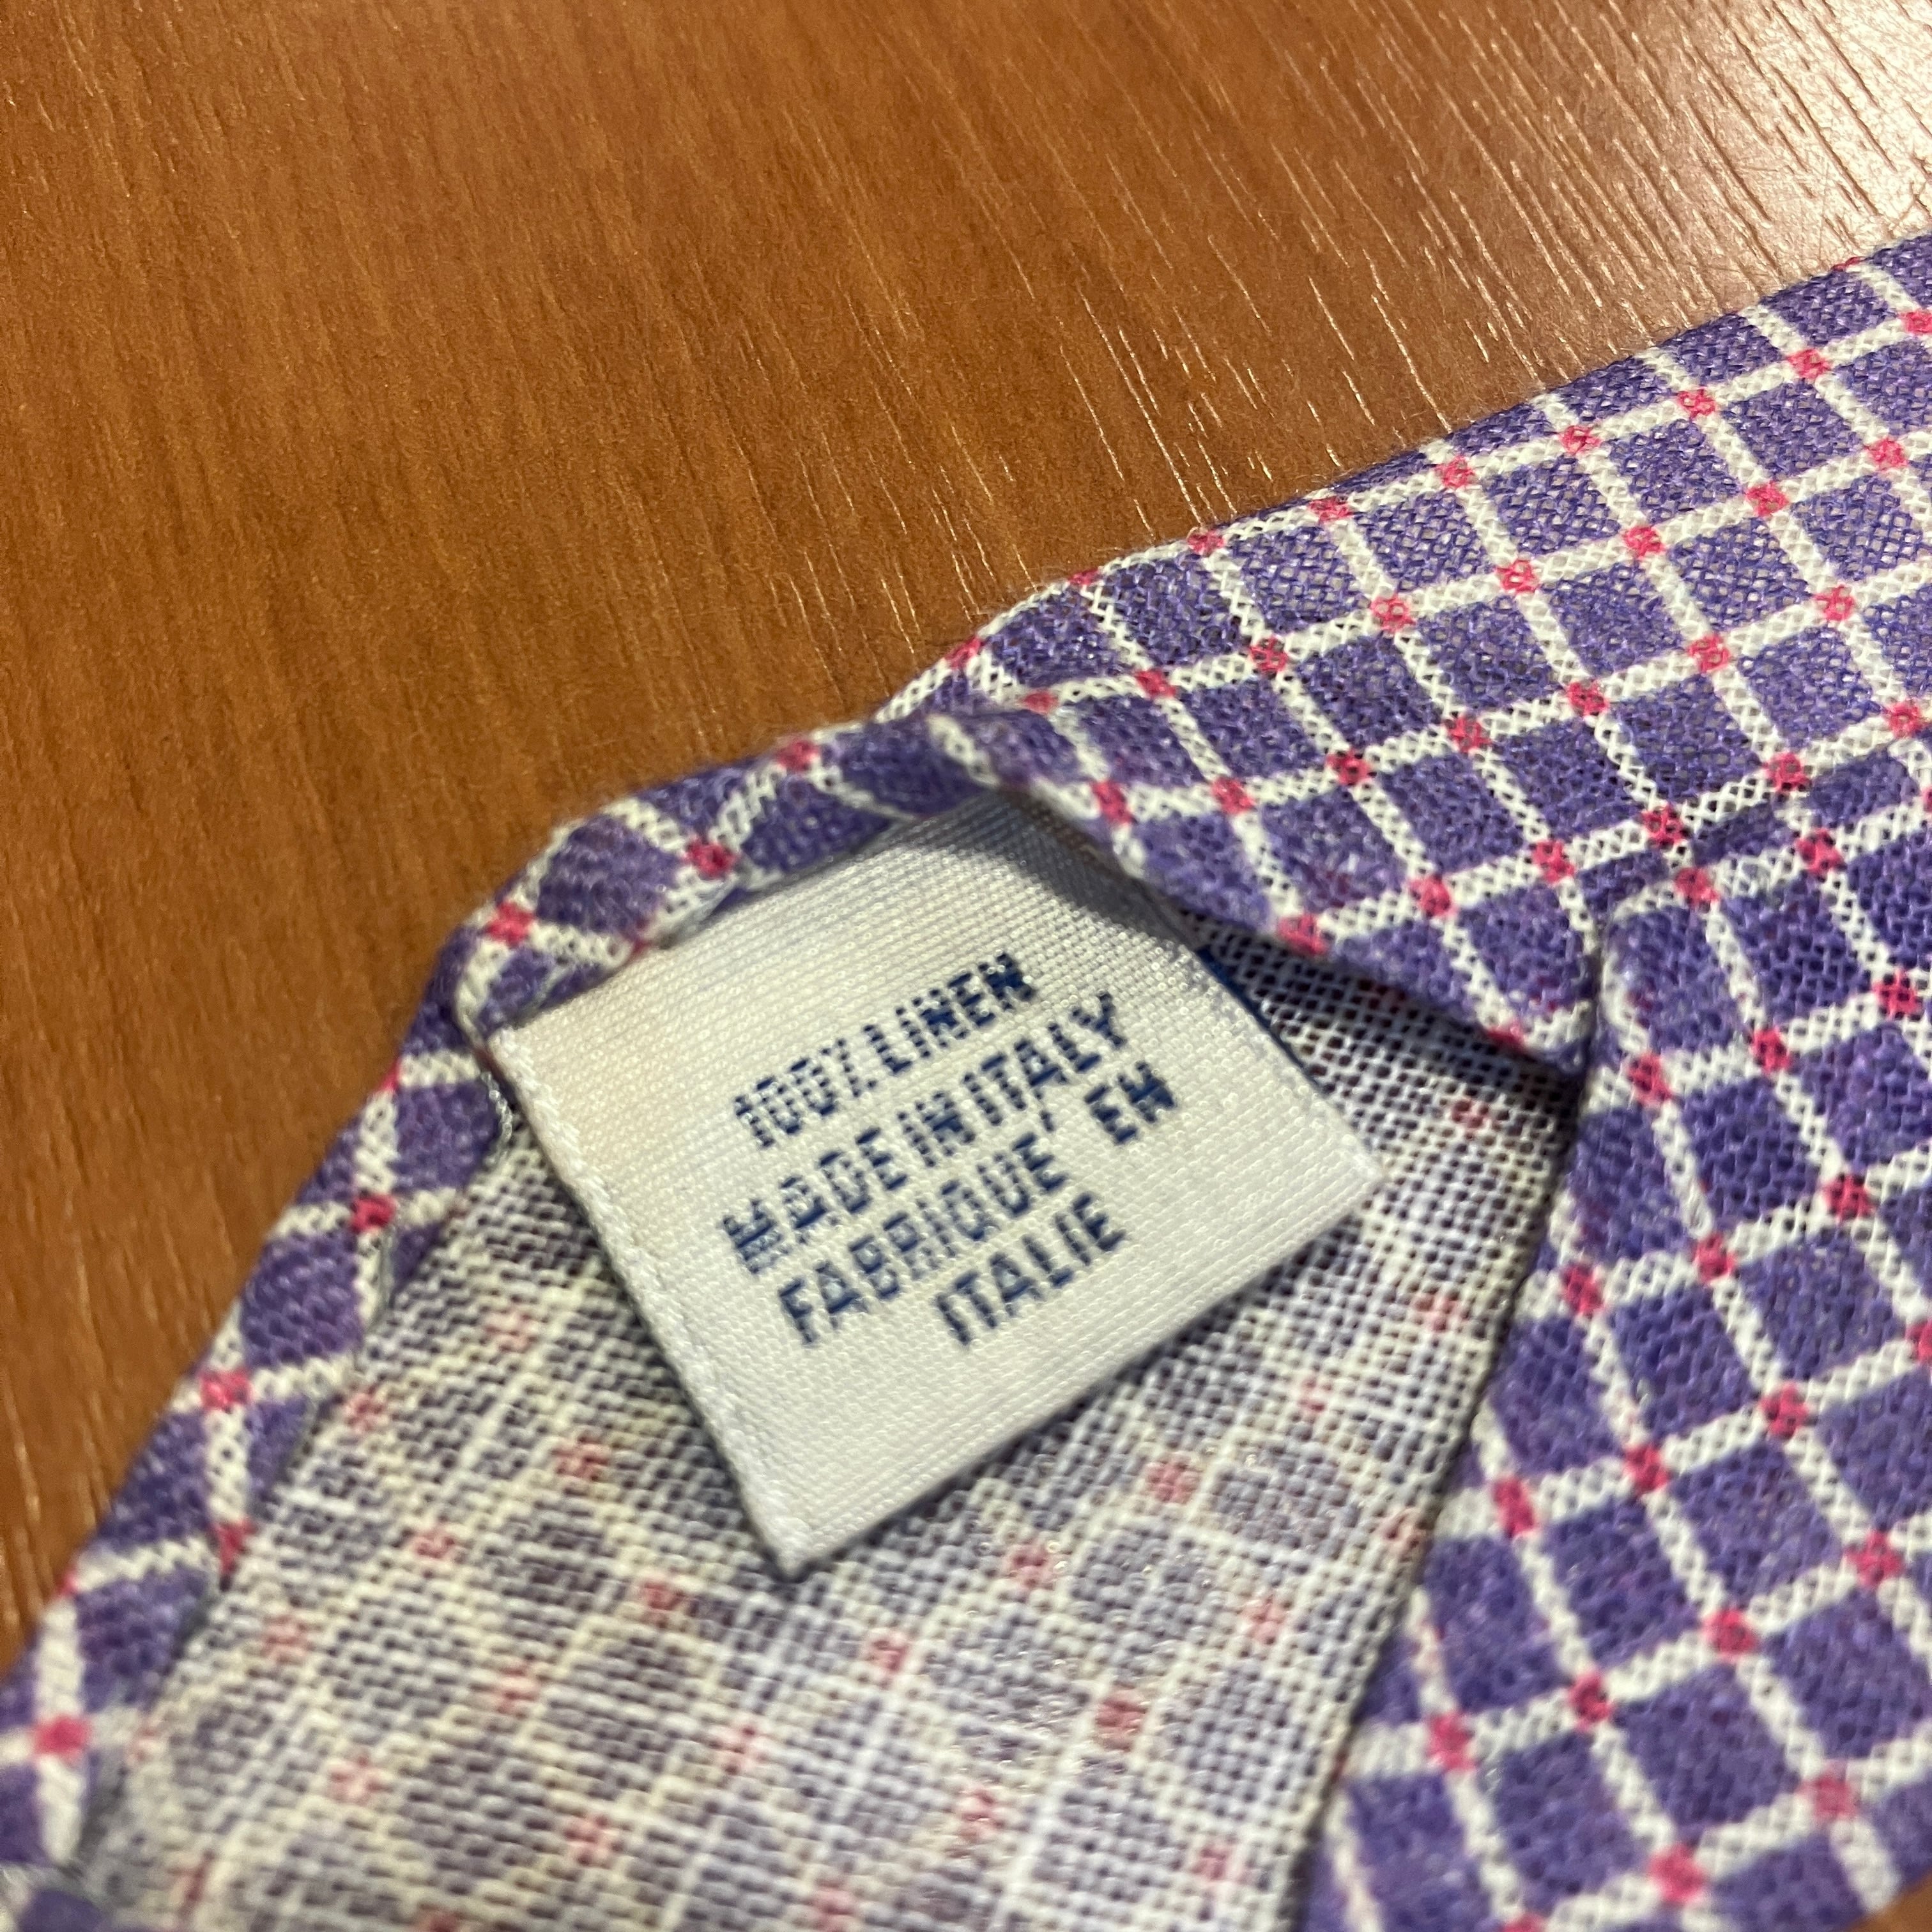 100% LINEN
MADE IN ITALY
FABRIQUE' EN
ITALIE